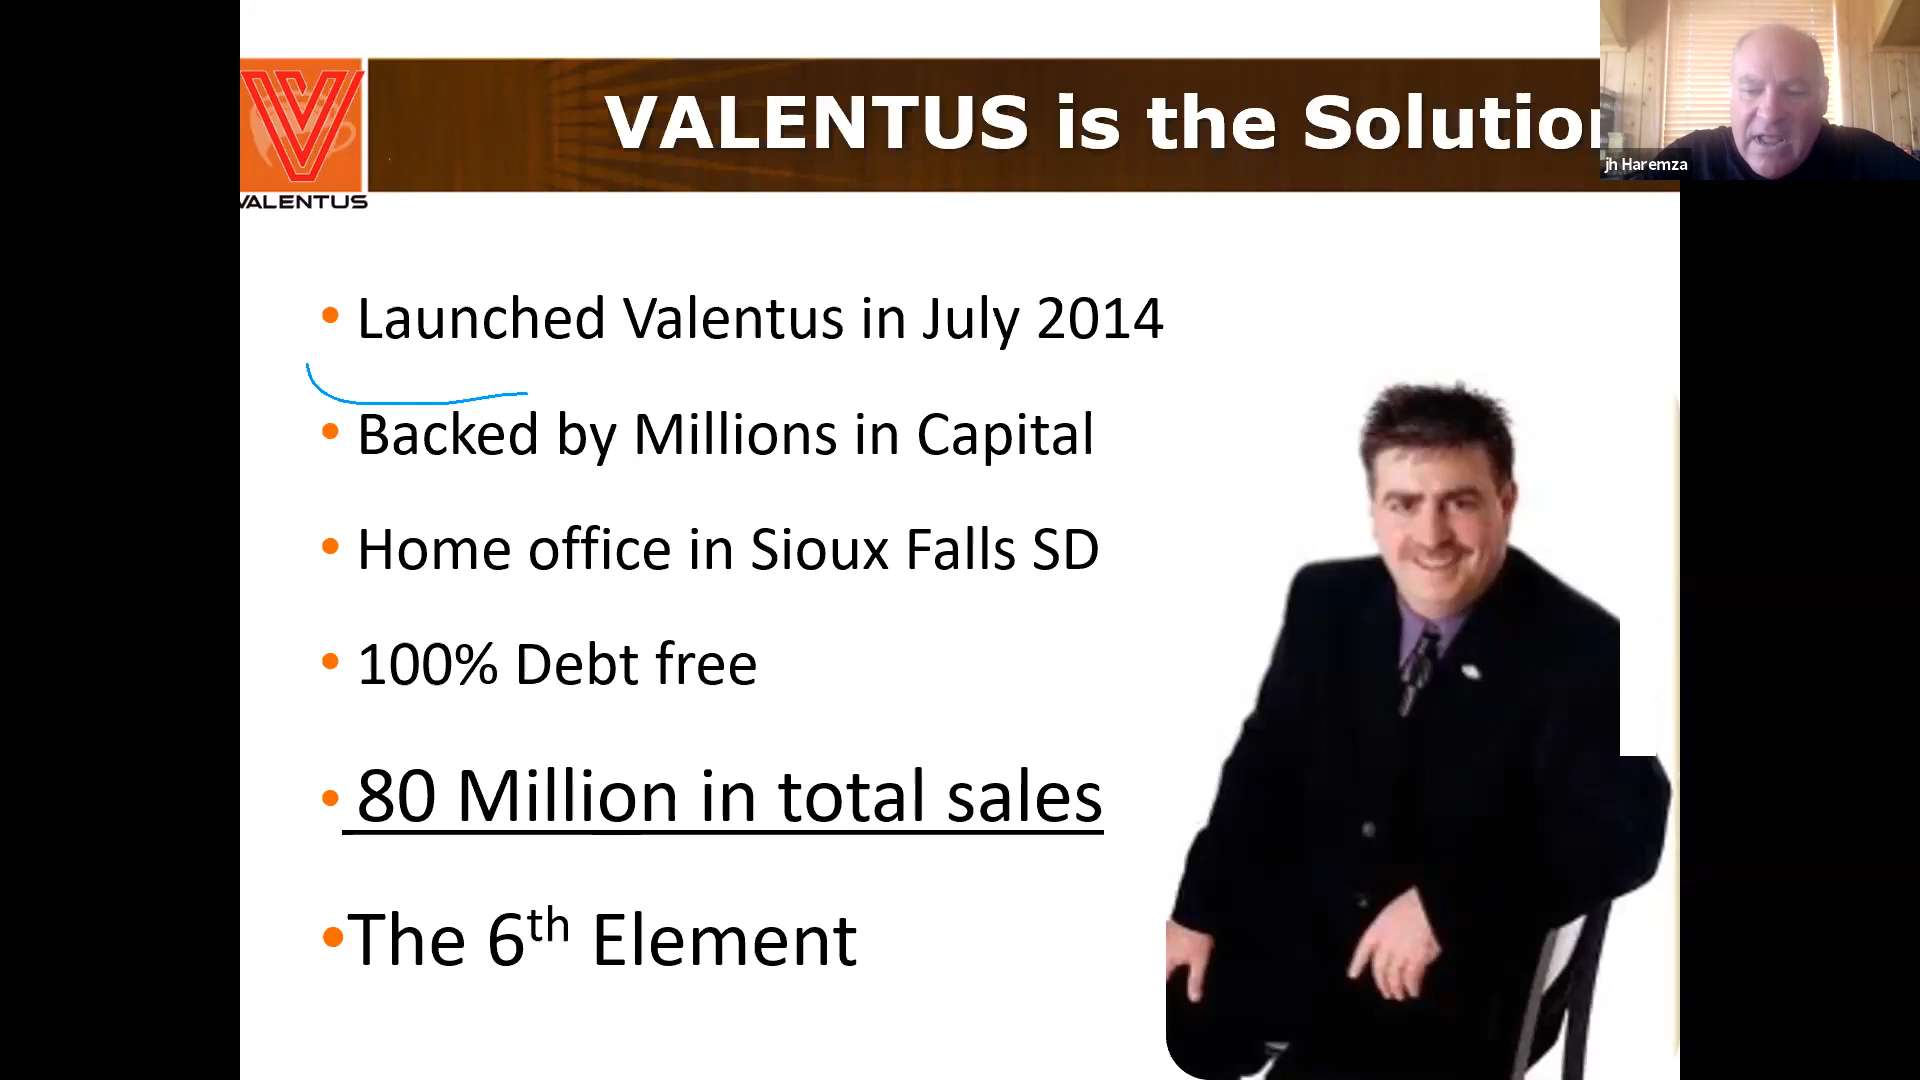 VALENTUS is the Solutio
jh Haremza
VALENTUS
• Launched Valentus in July 2014
• Backed by Millions in Capital
• Home office in Sioux Falls SD
• 100% Debt free
• 80 Million in total sales
•The 6th Element